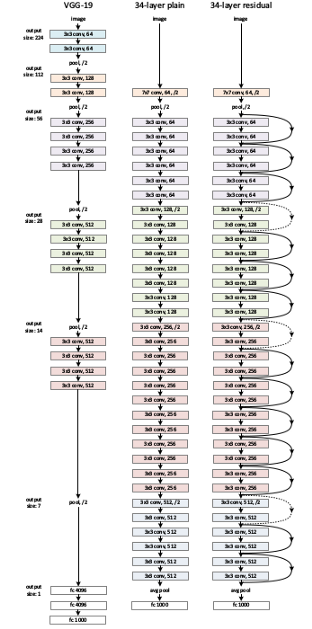 VGG-19
image
output
size: 224
3x3 conv, 64
3x3 conv, 64
pool, /2
output
size: 112
3x3 conv, 128
3x3 conv, 128
pool, /2
output
size: 56
3x3 conv, 256
3x3 conv, 256
3x3 conv, 256
3x3 conv, 256
pool, /2
output
size: 28
3x3 conv, 512
3x3 conv, 512
3x3 conv, 512
3x3 conv, 512
pool, /2
output
size: 14
3x3 conv, 512
3x3 conv, 512
3x3 conv, 512
3x3 conv, 512
pool, /2
output
size: 7
output
size: 1
fc 4096
fc 4096
fc 1000
34-layer plain
image
7x7 conv, 64, /2
pool, /2
3x3 conv, 64
3x3 conv, 64
3x3 conv, 64
3x3 conv, 64
3x3 conv, 64
3x3 conv, 64
3x3 conv, 128, /2
3x3 conv, 128
3x3 conv, 128
3x3 conv, 128
3x3 conv, 128
3x3 conv, 128
3x3 conv, 128
3x3 conv, 128
3x3 conv, 256, /2
3x3 conv, 256
3x3 conv, 256
3x3 conv, 256
3x3 conv, 256
3x3 conv, 256
3x3 conv, 256
3x3 conv, 256
3x3 conv, 256
3x3 conv, 256
3x3 conv, 256
3x3 conv, 256
3x3 conv, 512, /2
3x3 conv, 512
3x3 conv, 512
3x3 conv, 512
3x3 conv, 512
3x3 conv, 512
avg pool
fc 1000
34-layer residual
image
7x7 conv, 64, /2
pool, /2
3x3 conv, 64
3x3 conv, 64
3x3 conv, 64
3x3 conv, 64
3x3 conv, 64
3x3 conv, 64
3x3 conv, 128, /2
3x3 conv, 128
3x3 conv, 128
3x3 conv, 128
3x3 conv, 128
3x3 conv, 128
3x3 conv, 128
3x3 conv, 128
3x3 conv, 256, /2
3x3 conv, 256
3x3 conv, 256
3x3 conv, 256
3x3 conv, 256
3x3 conv, 256
3x3 conv, 256
3x3 conv, 256
3x3 conv, 256
3x3 conv, 256
3x3 conv, 256
3x3 conv, 256
3x3 conv, 512, /2
3x3 conv, 512
3x3 conv, 512
3x3 conv, 512
3x3 conv, 512
3x3 conv, 512
avg pool
fc 1000